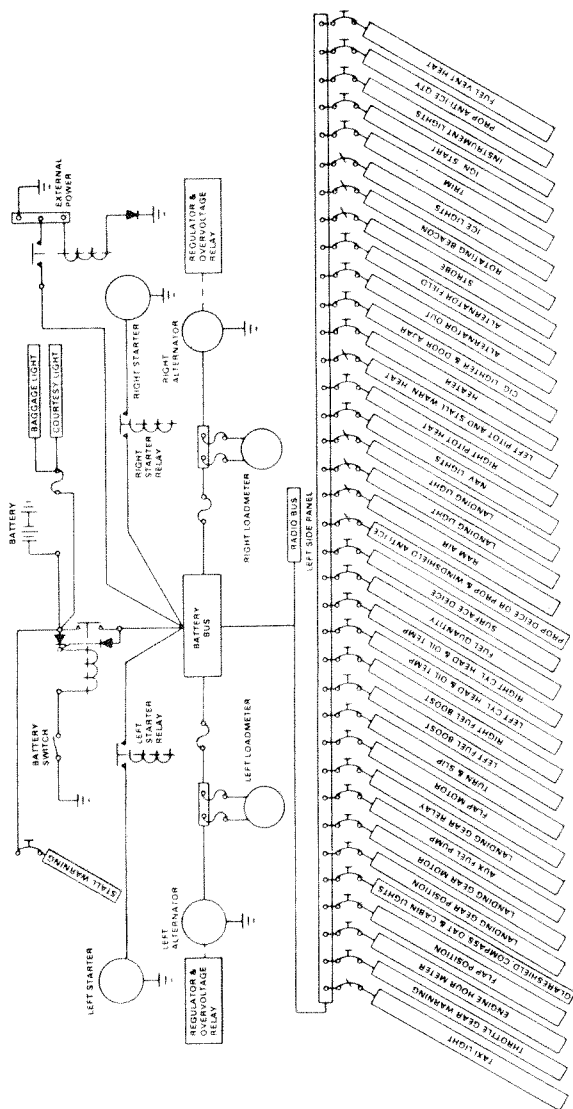 STALL WARNING
BATTERY
SWITCH
BATTERY
BAGGAGE LIGHT
COURTESY LIGHT
EXTERNAL
POWER
LEFT STARTER
LEFT
STARTER
RELAY
RIGHT
STARTER
RELAY
RIGHT STARTER
REGULATOR &
OVERVOLTAGE
RELAY
LEFT
ALTERNATOR
BATTERY
BUS
RIGHT
ALTERNATOR
REGULATOR &
OVERVOLTAGE
RELAY
LEFT LOADMETER
RIGHT LOADMETER
RADIO BUS
LEFT SIDE PANEL
TAXI LIGHT
THROTTLE GEAR WARNING
ENGINE HOUR METER
FLAP POSITION
GLARESHIELD COMPASS OAT & CABIN LIGHTS
LANDING GEAR POSITION
LANDING GEAR MOTOR
AUX FUEL PUMP
LANDING GEAR RELAY
FLAP MOTOR
TURN & SLIP
LEFT FUEL BOOST
RIGHT FUEL BOOST
LEFT CYL HEAD & OIL TEMP
RIGHT CYL HEAD & OIL TEMP
FUEL QUANTITY
SURFACE DEICE
PROP DEICE OR PROP & WINDSHIELD ANTI ICE
RAM AIR
LANDING LIGHT
LANDING LIGHT
NAV LIGHTS
RIGHT PITOT HEAT
LEFT PITOT AND STALL WARN HEAT
HEATER
CIG LIGHTER & DOOR AJAR
ALTERNATOR OUT
ALTERNATOR FIELD
STROBE
ROTATING BEACON
ICE LIGHTS
TRIM
IGN START
INSTRUMENT LIGHTS
PROP ANTI ICE QTY
FUEL VENT HEAT